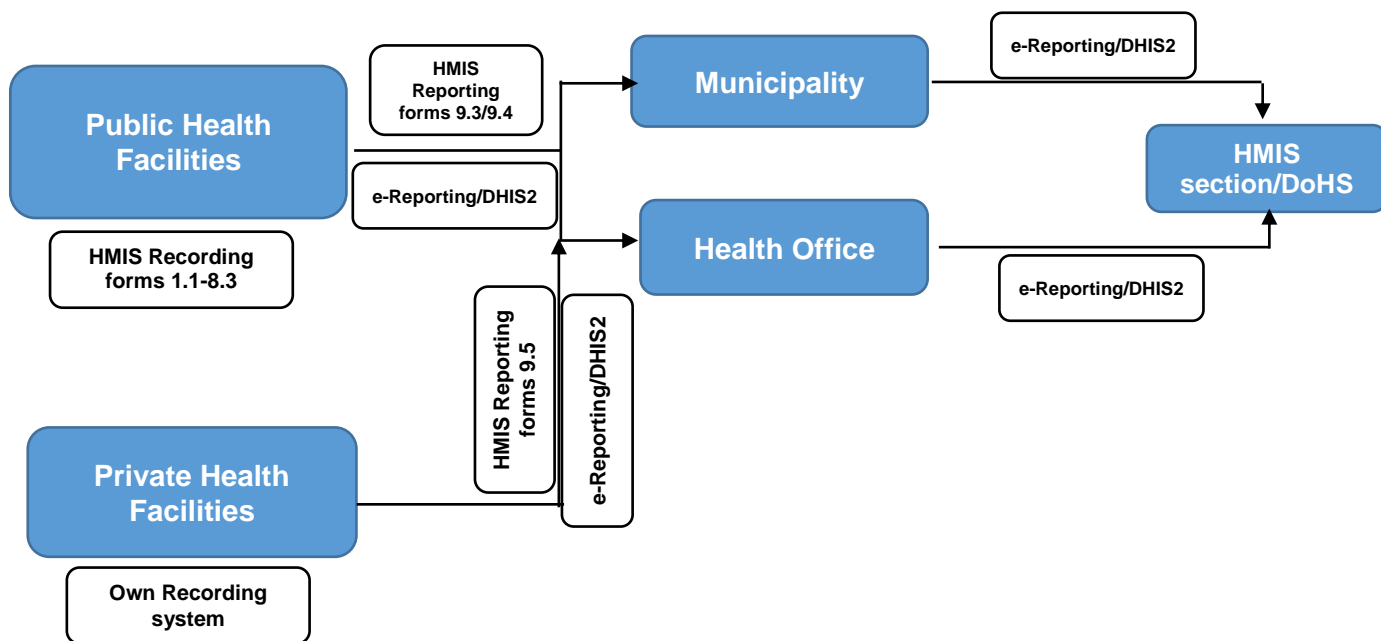 Public Health
Facilities
HMIS Recording
forms 1.1-8.3
HMIS
Reporting
forms 9.3/9.4
e-Reporting/DHIS2
Municipality
e-Reporting/DHIS2
HMIS
section/DoHS
Health Office
e-Reporting/DHIS2
HMIS Reporting
forms 9.5
e-Reporting/DHIS2
Private Health
Facilities
Own Recording
system